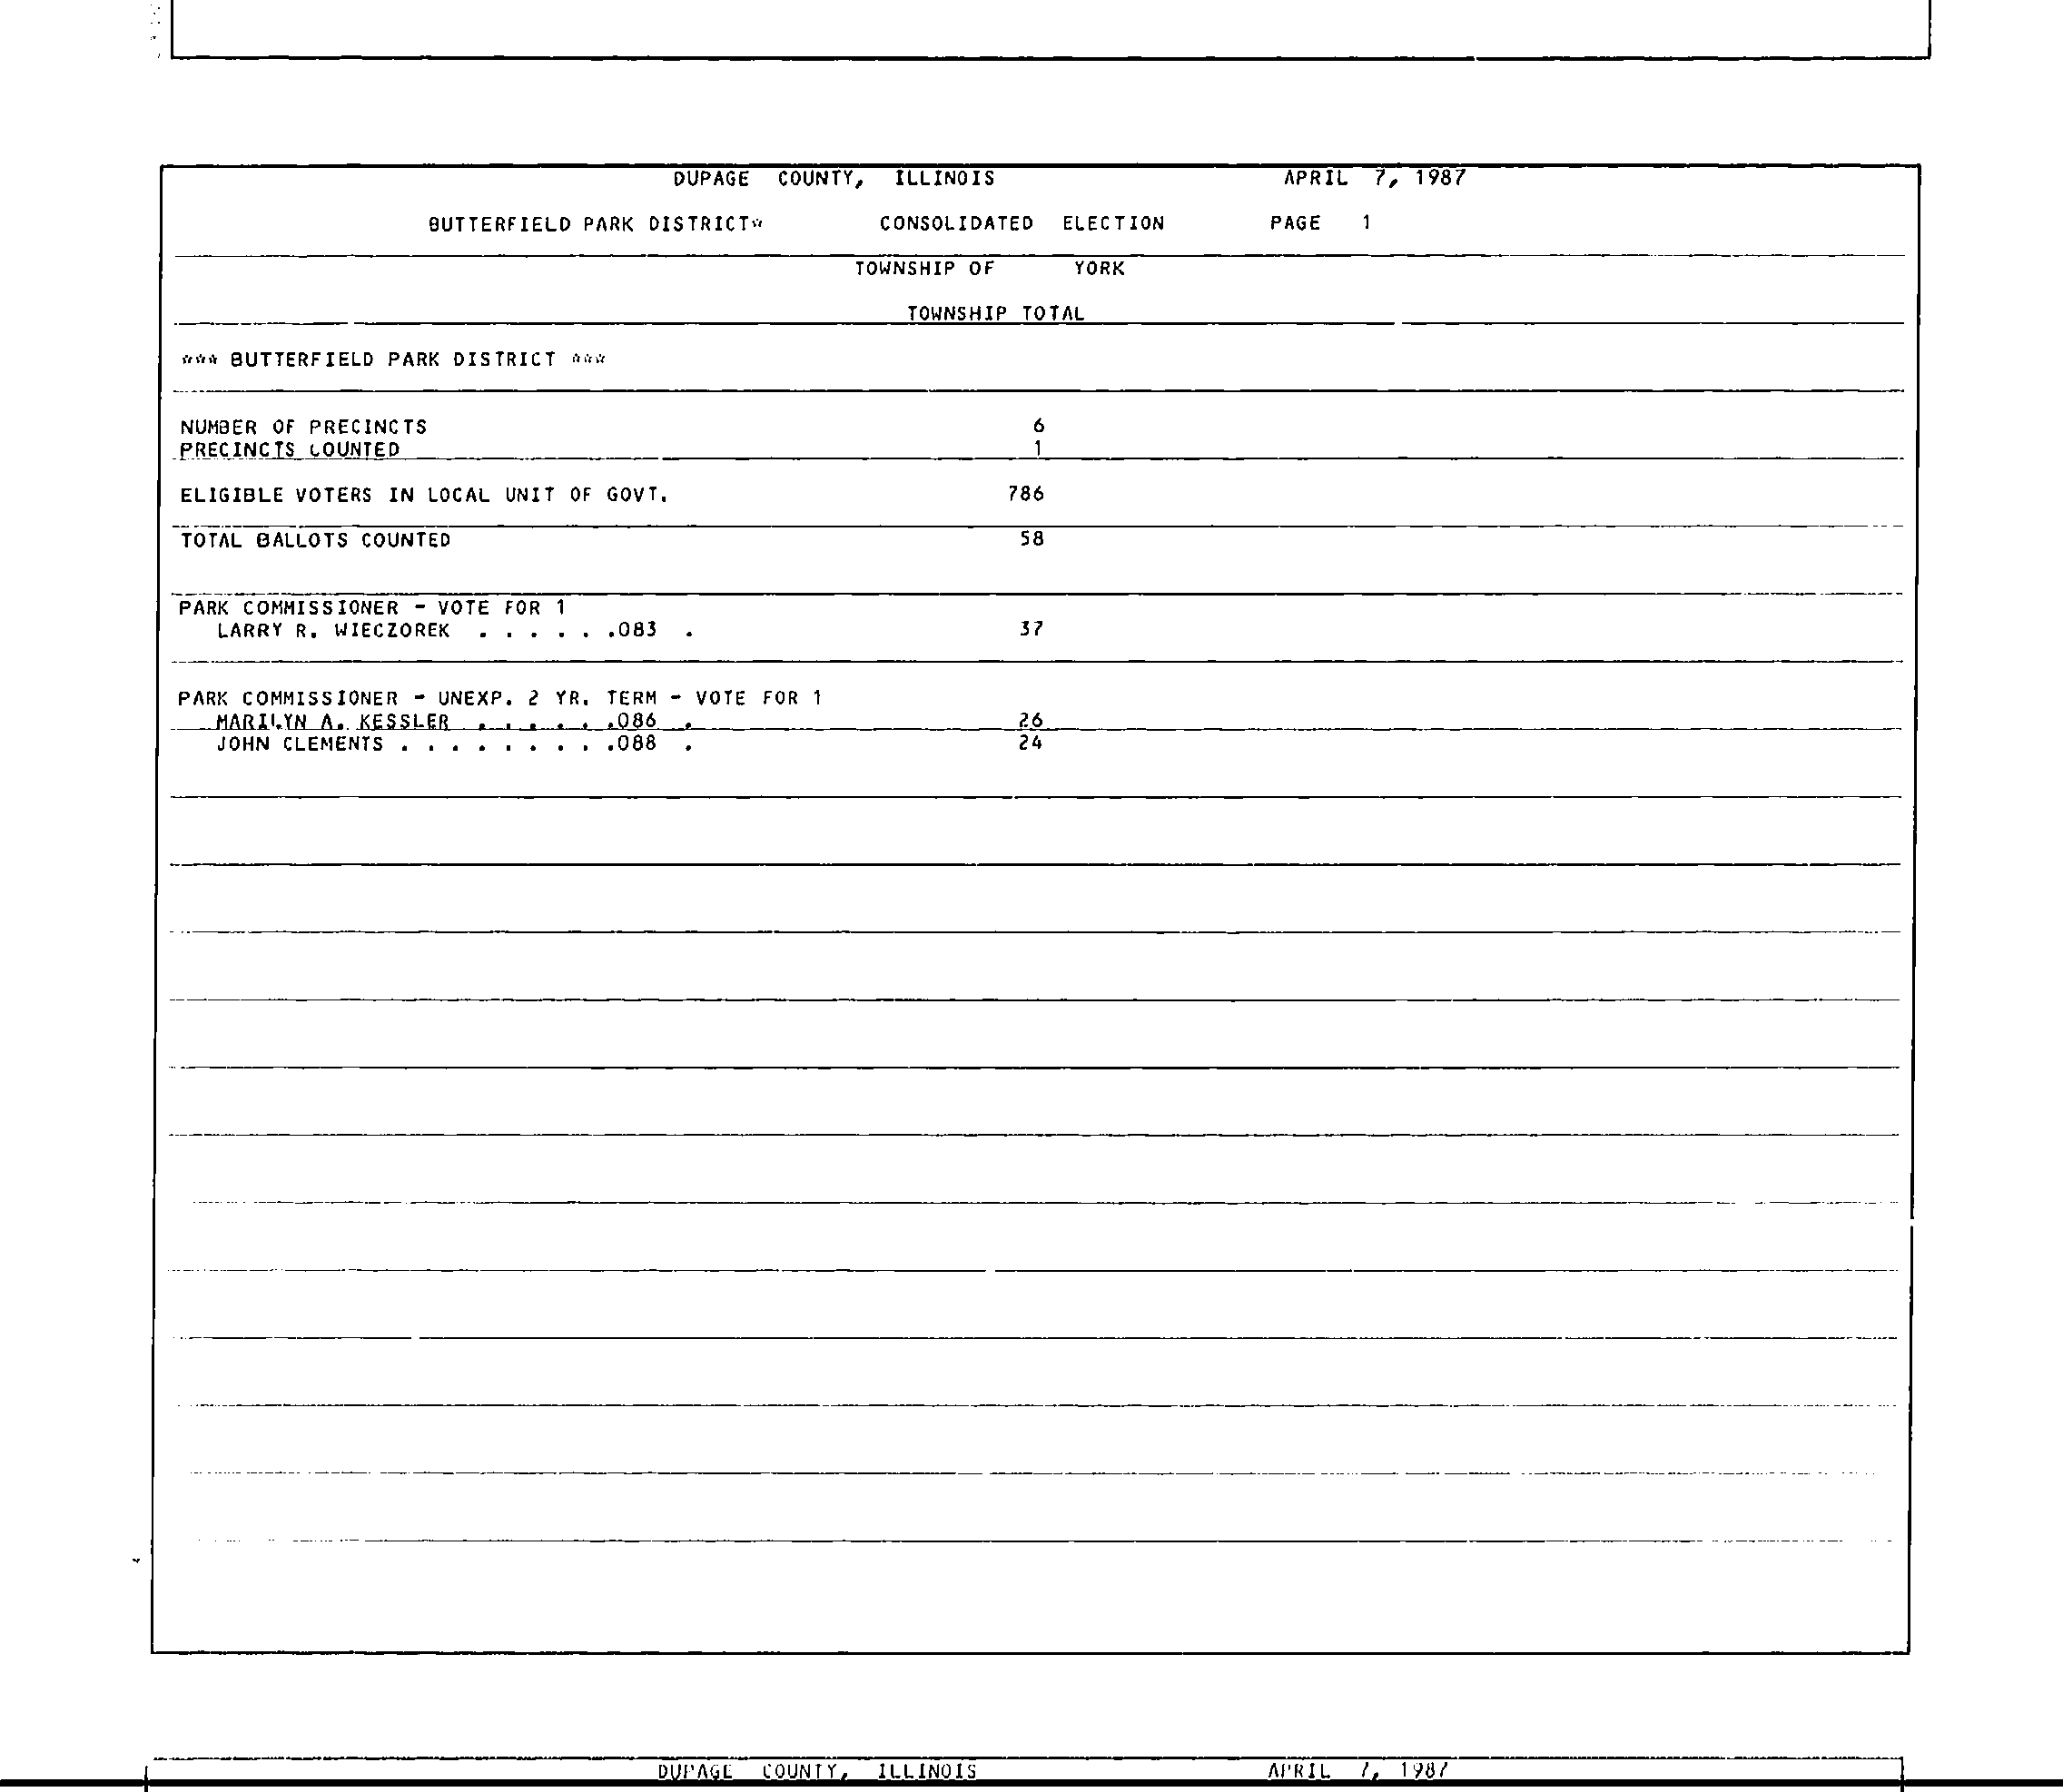 DUPAGE COUNTY, ILLINOIS APRIL 7, 1987
BUTTERFIELD PARK DISTRICT* CONSOLIDATED ELECTION PAGE 1
TOWNSHIP OF YORK
TOWNSHIP TOTAL
*** BUTTERFIELD PARK DISTRICT ***
NUMBER OF PRECINCTS 6
PRECINCTS COUNTED 1
ELIGIBLE VOTERS IN LOCAL UNIT OF GOVT. 786
TOTAL BALLOTS COUNTED 58
PARK COMMISSIONER - VOTE FOR 1
LARRY R. WIECZOREK . . . . . .083 . 37
PARK COMMISSIONER - UNEXP. 2 YR. TERM - VOTE FOR 1
MARILYN A. KESSLER . . . . . .086 . 26
JOHN CLEMENTS . . . . . . . . .088 . 24
DUPAGE COUNTY, ILLINOIS APRIL 7, 1987